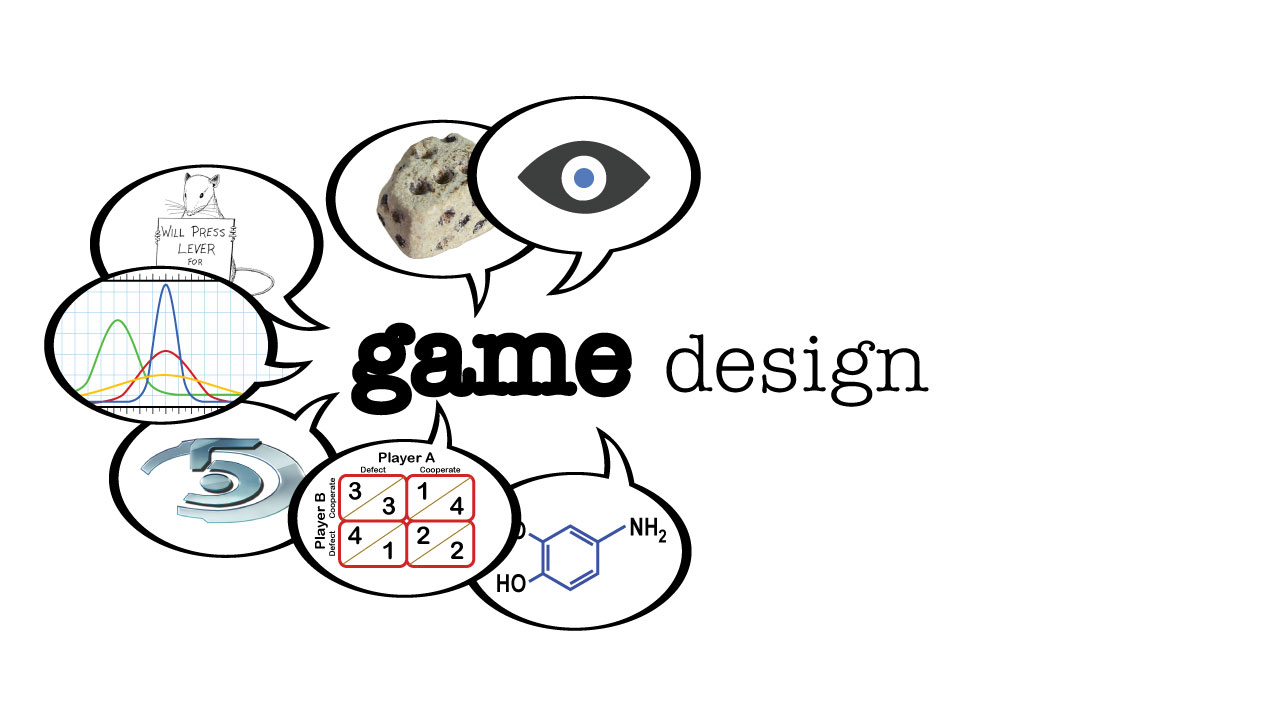 WILL PRESS
LEVER
FOR
game design
Player A
Defect Cooperate
Player B
Cooperate
Defect
3 3 1 4
4 1 2 2
NH2
HO